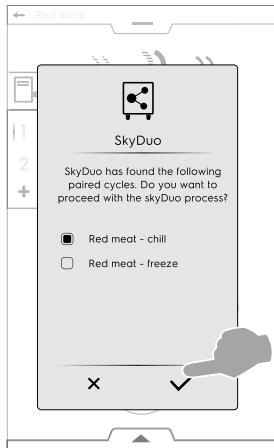 Red meat
1
2
SkyDuo
SkyDuo has found the following
paired cycles. Do you want to
proceed with the skyDuo process?
Red meat - chill
Red meat - freeze